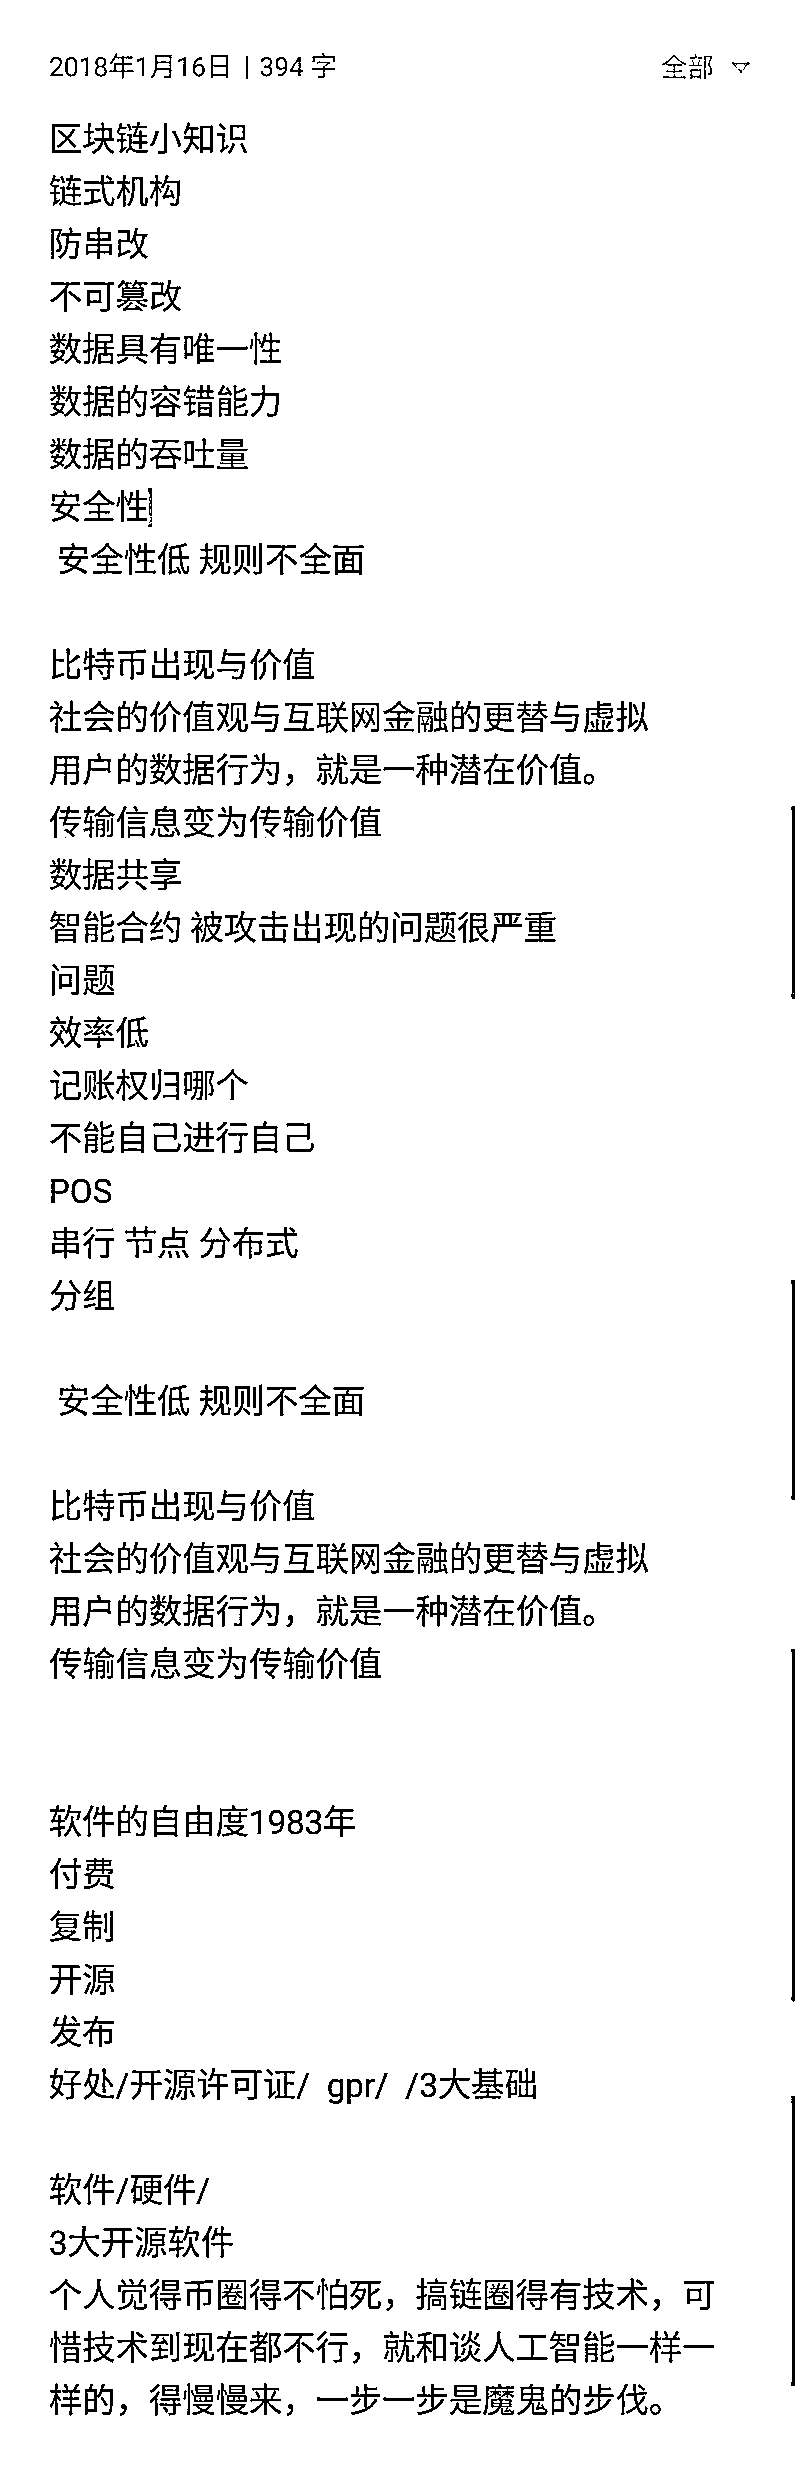 2018年1月16日 | 394 字 全部
区块链小知识
链式机构
防串改
不可篡改
数据具有唯一性
数据的容错能力
数据的吞吐量
安全性
安全性低 规则不全面
比特币出现与价值
社会的价值观与互联网金融的更替与虚拟
用户的数据行为，就是一种潜在价值。
传输信息变为传输价值
数据共享
智能合约 被攻击出现的问题很严重
问题
效率低
记账权归哪个
不能自己进行自己
POS
串行 节点 分布式
分组
安全性低 规则不全面
比特币出现与价值
社会的价值观与互联网金融的更替与虚拟
用户的数据行为，就是一种潜在价值。
传输信息变为传输价值
软件的自由度1983年
付费
复制
开源
发布
好处/开源许可证/ gpr/ /3大基础
软件/硬件/
3大开源软件
个人觉得币圈得不怕死，搞链圈得有技术，可
惜技术到现在都不行，就和谈人工智能一样一
样的，得慢慢来，一步一步是魔鬼的步伐。